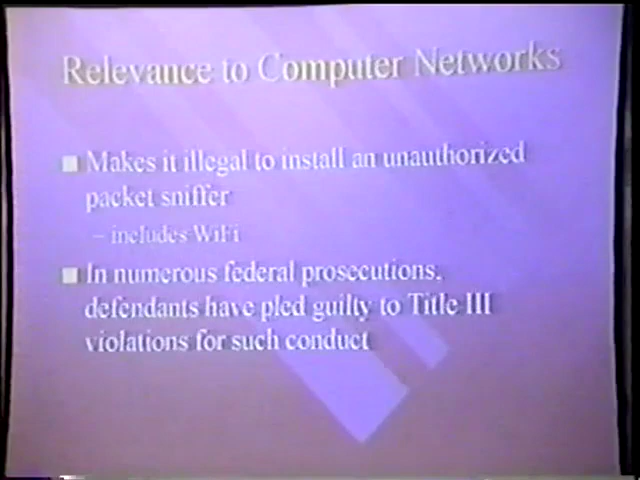 Relevance to Computer Networks
Makes it illegal to install an unauthorized
packet sniffer
– includes WiFi
In numerous federal prosecutions,
defendants have pled guilty to Title III
violations for such conduct